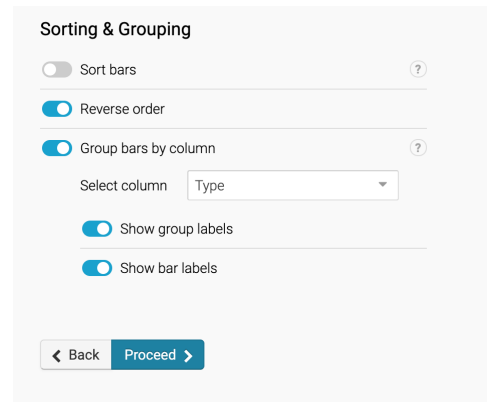 Sorting & Grouping
Sort bars ?
Reverse order
Group bars by column ?
Select column Type
Show group labels
Show bar labels
Back Proceed